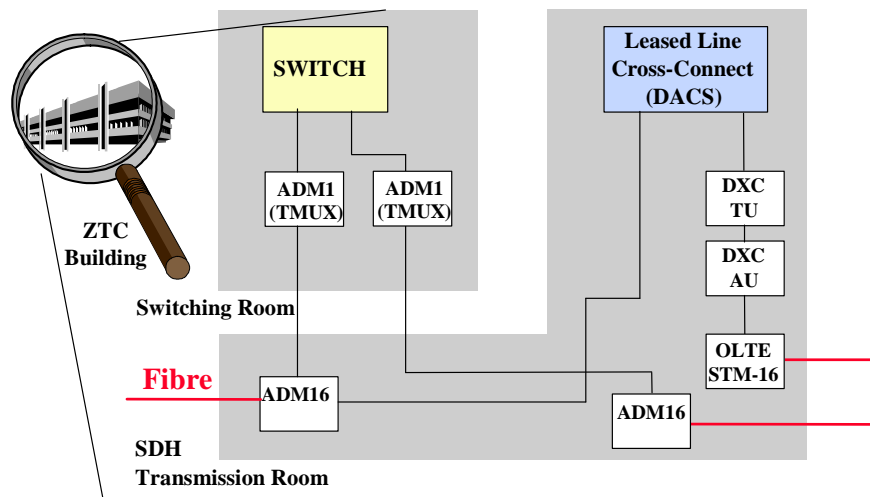 SWITCH
Leased Line
Cross-Connect
(DACS)
ADM1
(TMUX)
ADM1
(TMUX)
DXC
TU
ZTC
Building
DXC
AU
Switching Room
OLTE
STM-16
Fibre
ADM16
ADM16
SDH
Transmission Room